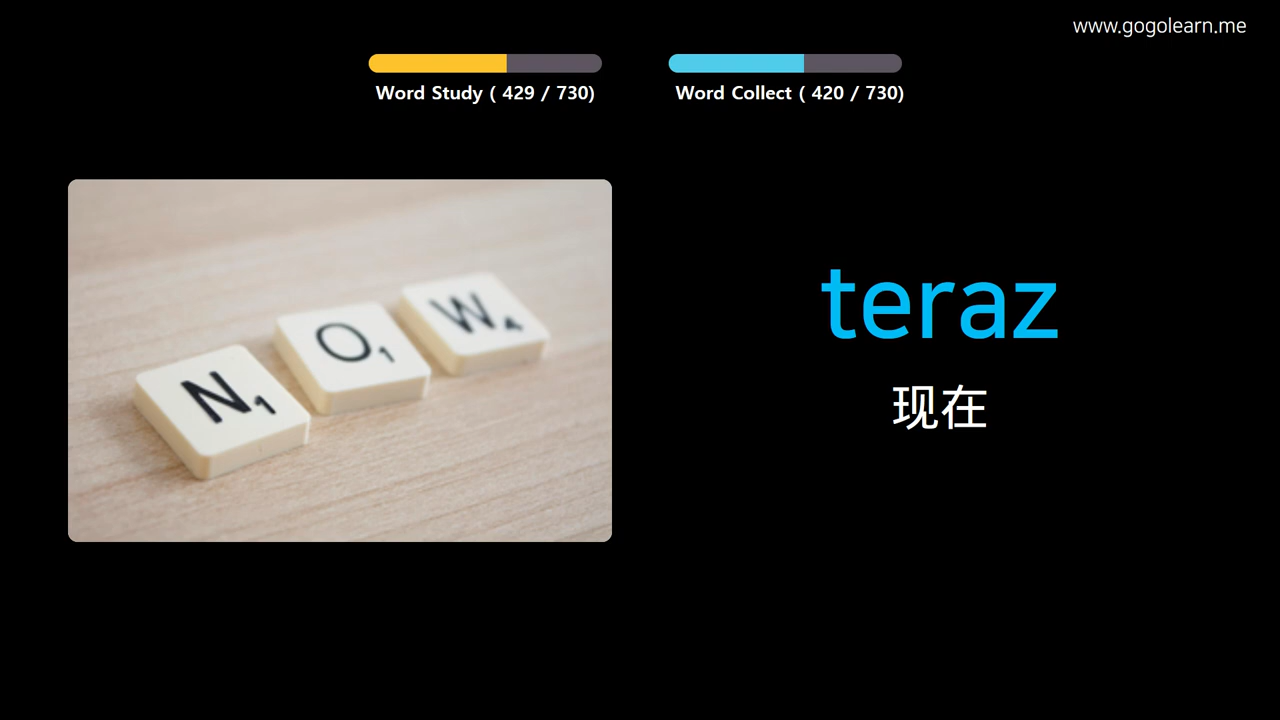 www.gogolearn.me
Word Study ( 429 / 730)
Word Collect ( 420 / 730)
N1 O1 W4
teraz
现在